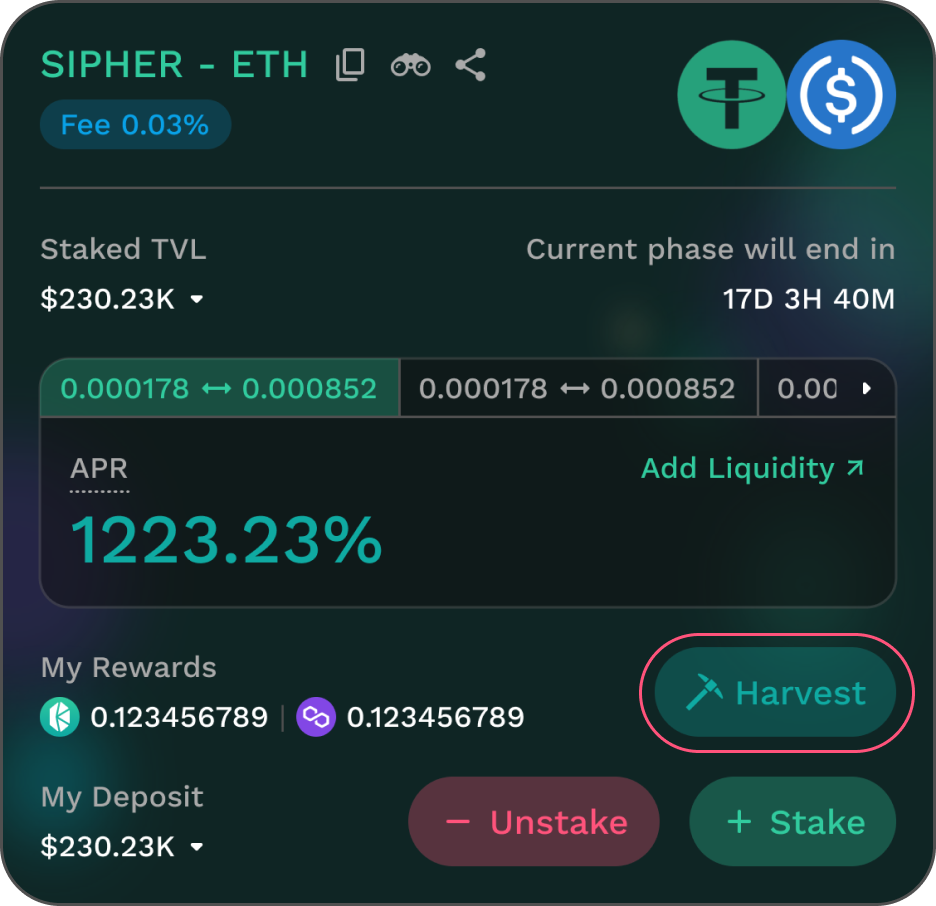 SIPHER - ETH
Fee 0.03%
Staked TVL
Current phase will end in
$230.23K
17D 3H 40M
0.000178 ↔ 0.000852
0.000178 ↔ 0.000852
0.00
APR
Add Liquidity ↗
1223.23%
My Rewards
0.123456789 | 0.123456789
Harvest
My Deposit
$230.23K
− Unstake
+ Stake